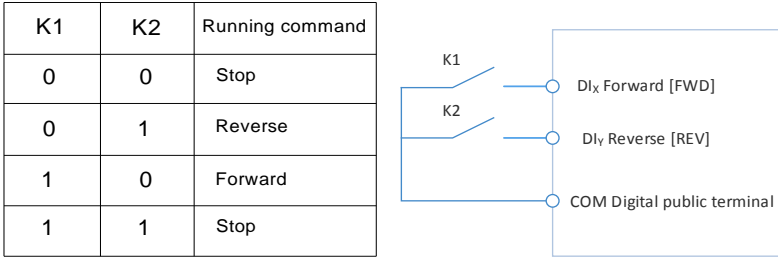 K1 K2 Running command
0 0 Stop
0 1 Reverse
1 0 Forward
1 1 Stop
K1
DIX Forward [FWD]
K2
DIY Reverse [REV]
COM Digital public terminal